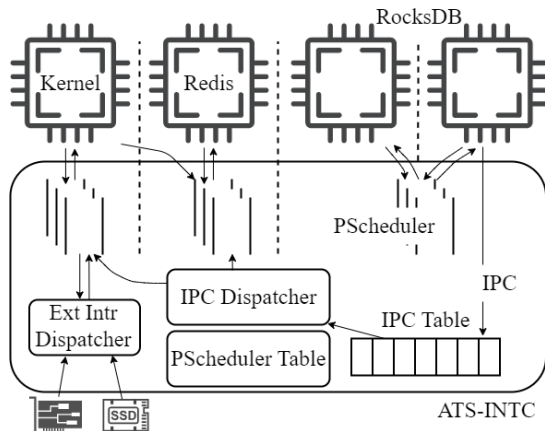 RocksDB
Kernel
Redis
PScheduler
IPC
IPC Dispatcher
Ext Intr
Dispatcher
IPC Table
PScheduler Table
ATS-INTC
SSD